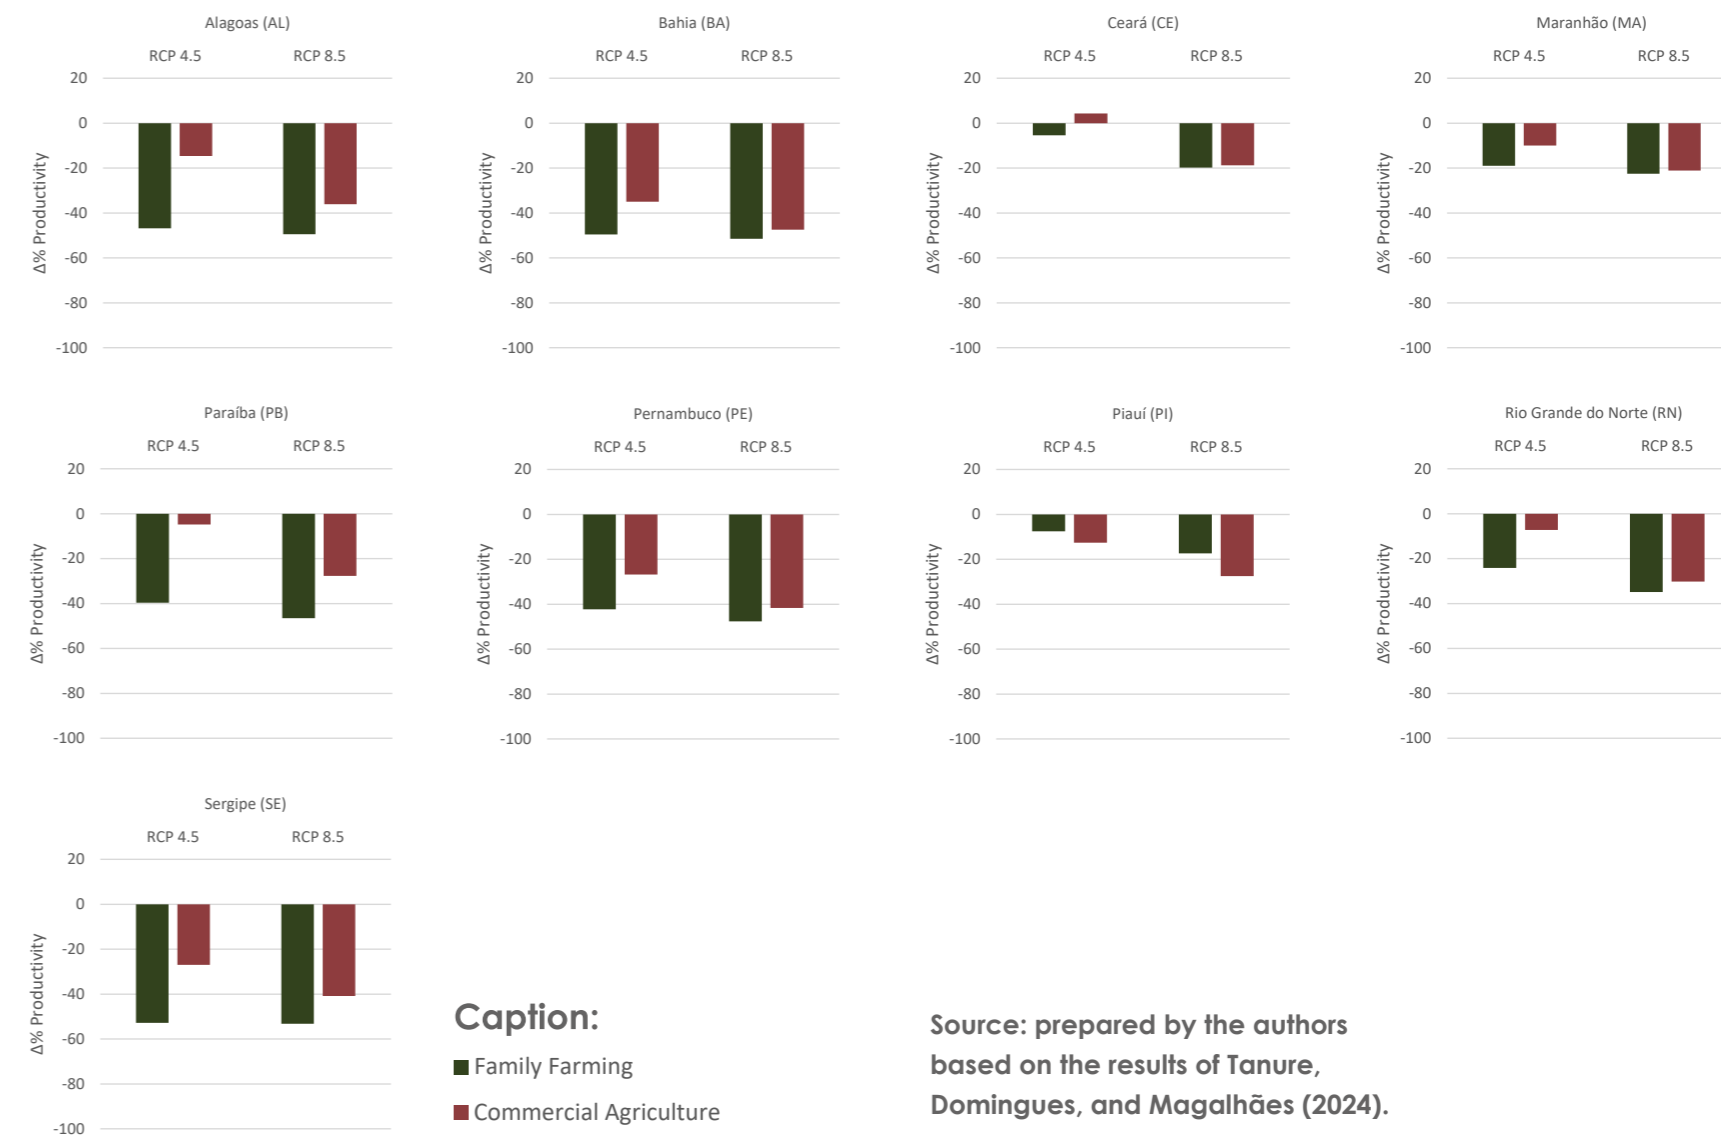 Alagoas (AL)
RCP 4.5 RCP 8.5
20
0
-20
-40
-60
-80
-100
Δ% Productivity
Bahia (BA)
RCP 4.5 RCP 8.5
20
0
-20
-40
-60
-80
-100
Δ% Productivity
Ceará (CE)
RCP 4.5 RCP 8.5
20
0
-20
-40
-60
-80
-100
Δ% Productivity
Maranhão (MA)
RCP 4.5 RCP 8.5
20
0
-20
-40
-60
-80
-100
Δ% Productivity
Paraíba (PB)
RCP 4.5 RCP 8.5
20
0
-20
-40
-60
-80
-100
Δ% Productivity
Pernambuco (PE)
RCP 4.5 RCP 8.5
20
0
-20
-40
-60
-80
-100
Δ% Productivity
Piauí (PI)
RCP 4.5 RCP 8.5
20
0
-20
-40
-60
-80
-100
Δ% Productivity
Rio Grande do Norte (RN)
RCP 4.5 RCP 8.5
20
0
-20
-40
-60
-80
-100
Δ% Productivity
Sergipe (SE)
RCP 4.5 RCP 8.5
20
0
-20
-40
-60
-80
-100
Δ% Productivity
Caption:
Family Farming
Commercial Agriculture
Source: prepared by the authors
based on the results of Tanure,
Domingues, and Magalhães (2024).